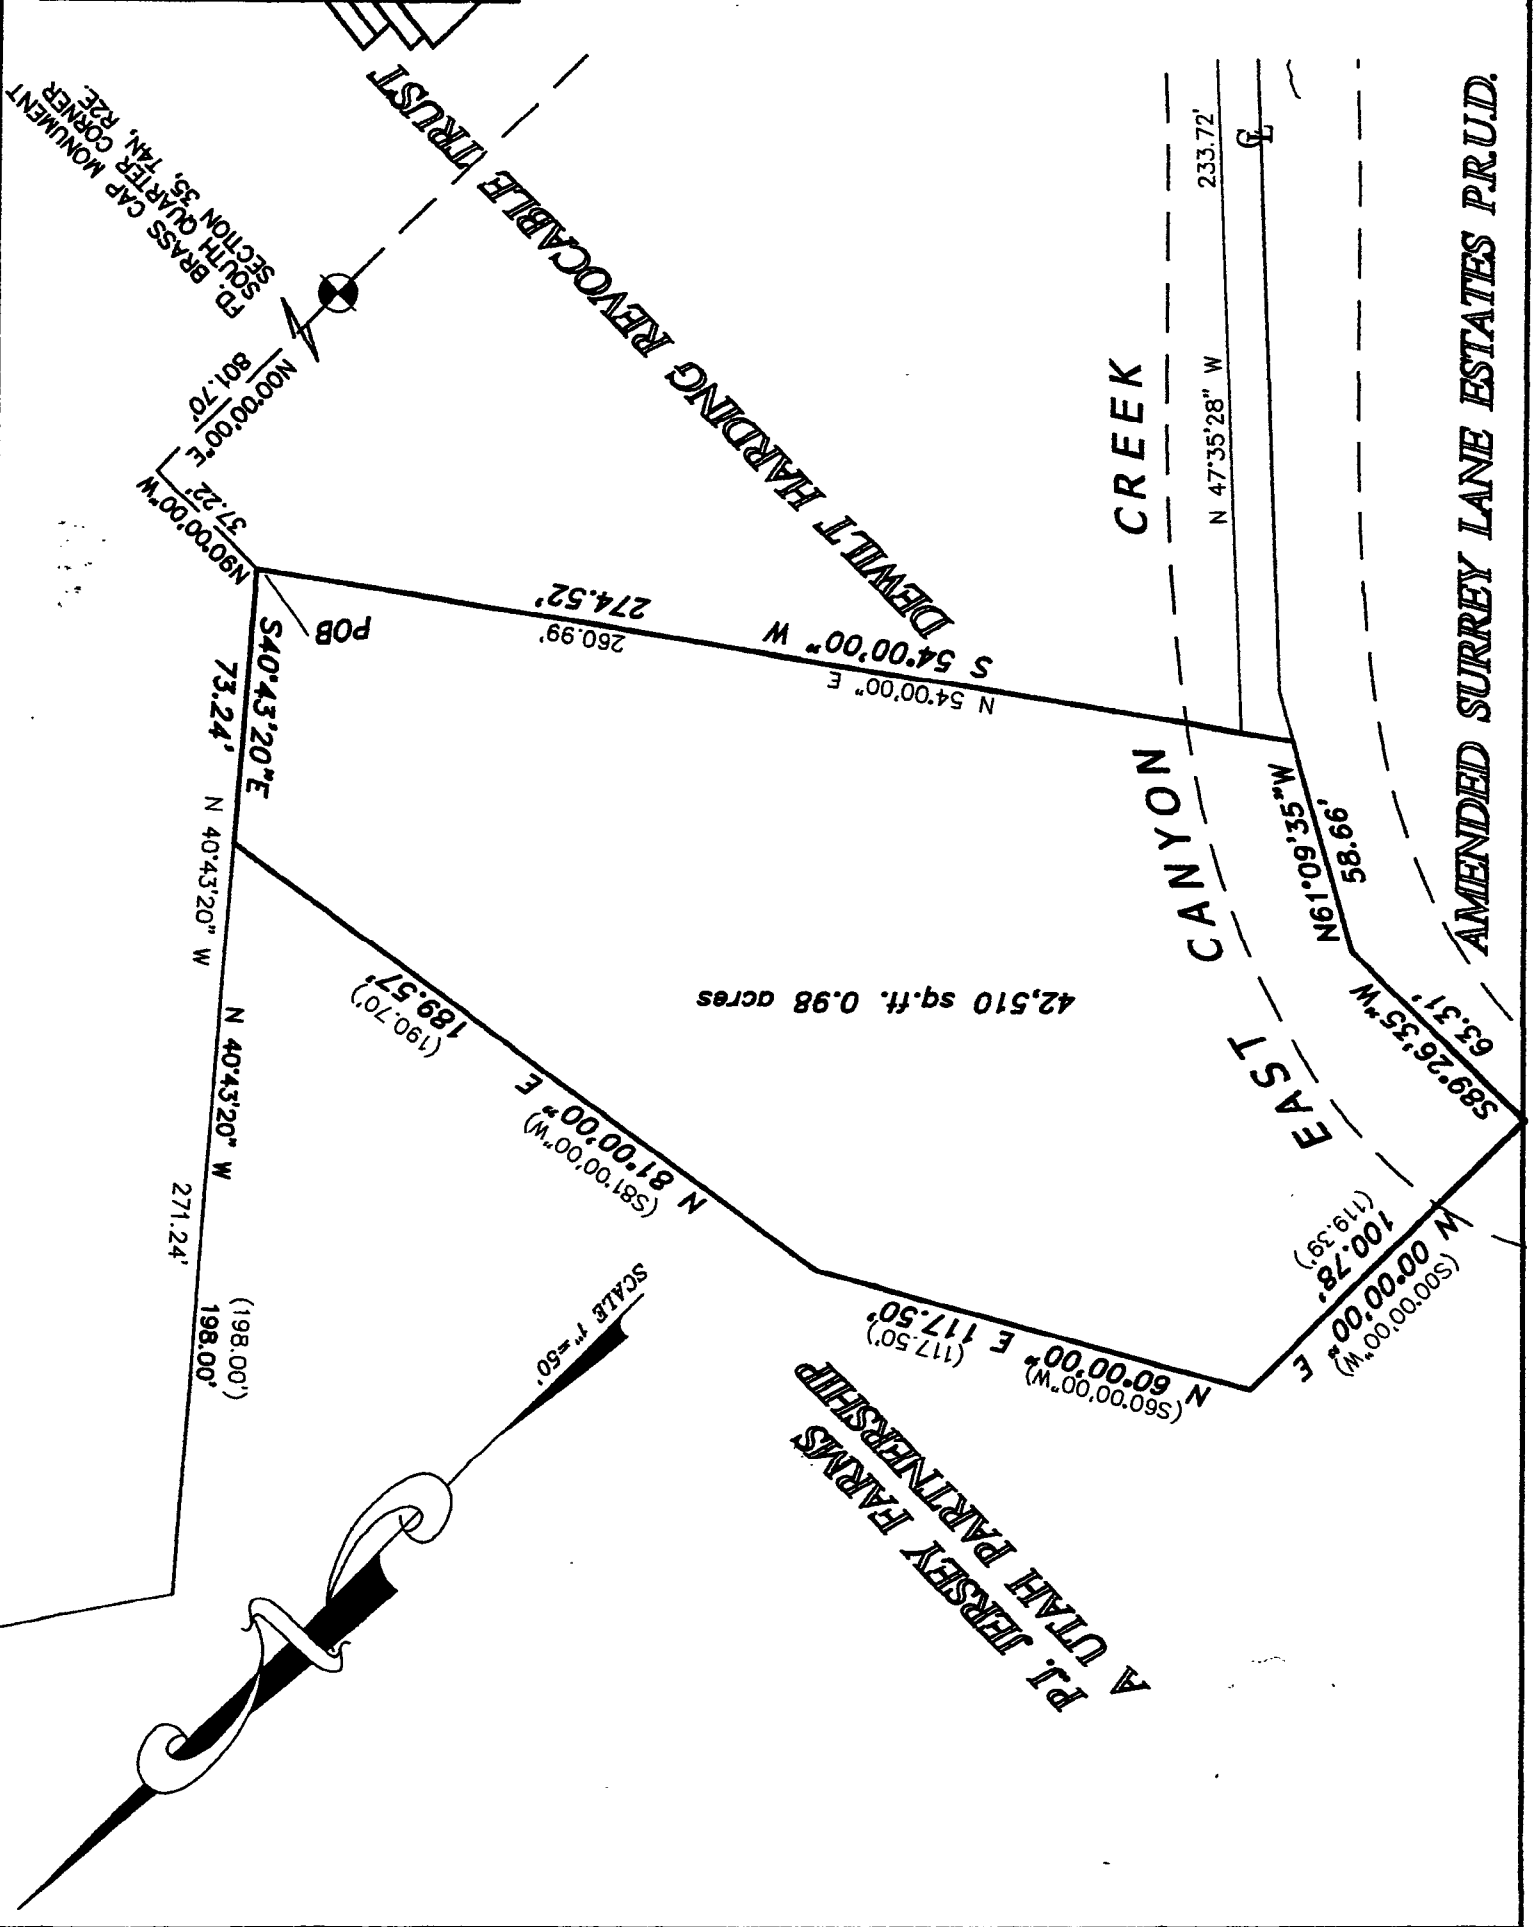 FD. BRASS CAP MONUMENT
SOUTH QUARTER CORNER
SECTION 35, T4N, R2E.
N00°00'00"E
801.70'
N90°00'00"W
37.22'
POB
DEWILT HARDING REVOCABLE TRUST
S 54°00'00" W
274.52'
260.99'
N 54°00'00" E
S40°43'20"E
73.24'
N 40°43'20" W
N 40°43'20" W
271.24'
(198.00')
198.00'
N 81°00'00" E
189.57'
(190.70')
(S81°00'00"W)
42,510 sq.ft. 0.98 acres
N 60°00'00" E 117.50'
(S60°00'00"W)
(117.50')
N 00°00'00" E
100.78'
(119.39')
(S00°00'00"W)
S89°26'35"W
63.31'
N61°09'35"W
58.66'
EAST CANYON CREEK
N 47°35'28" W
233.72'
CL
AMENDED SURREY LANE ESTATES P.R.U.D.
P.J. JERSEY FARMS
A UTAH PARTNERSHIP
SCALE 1"=50'